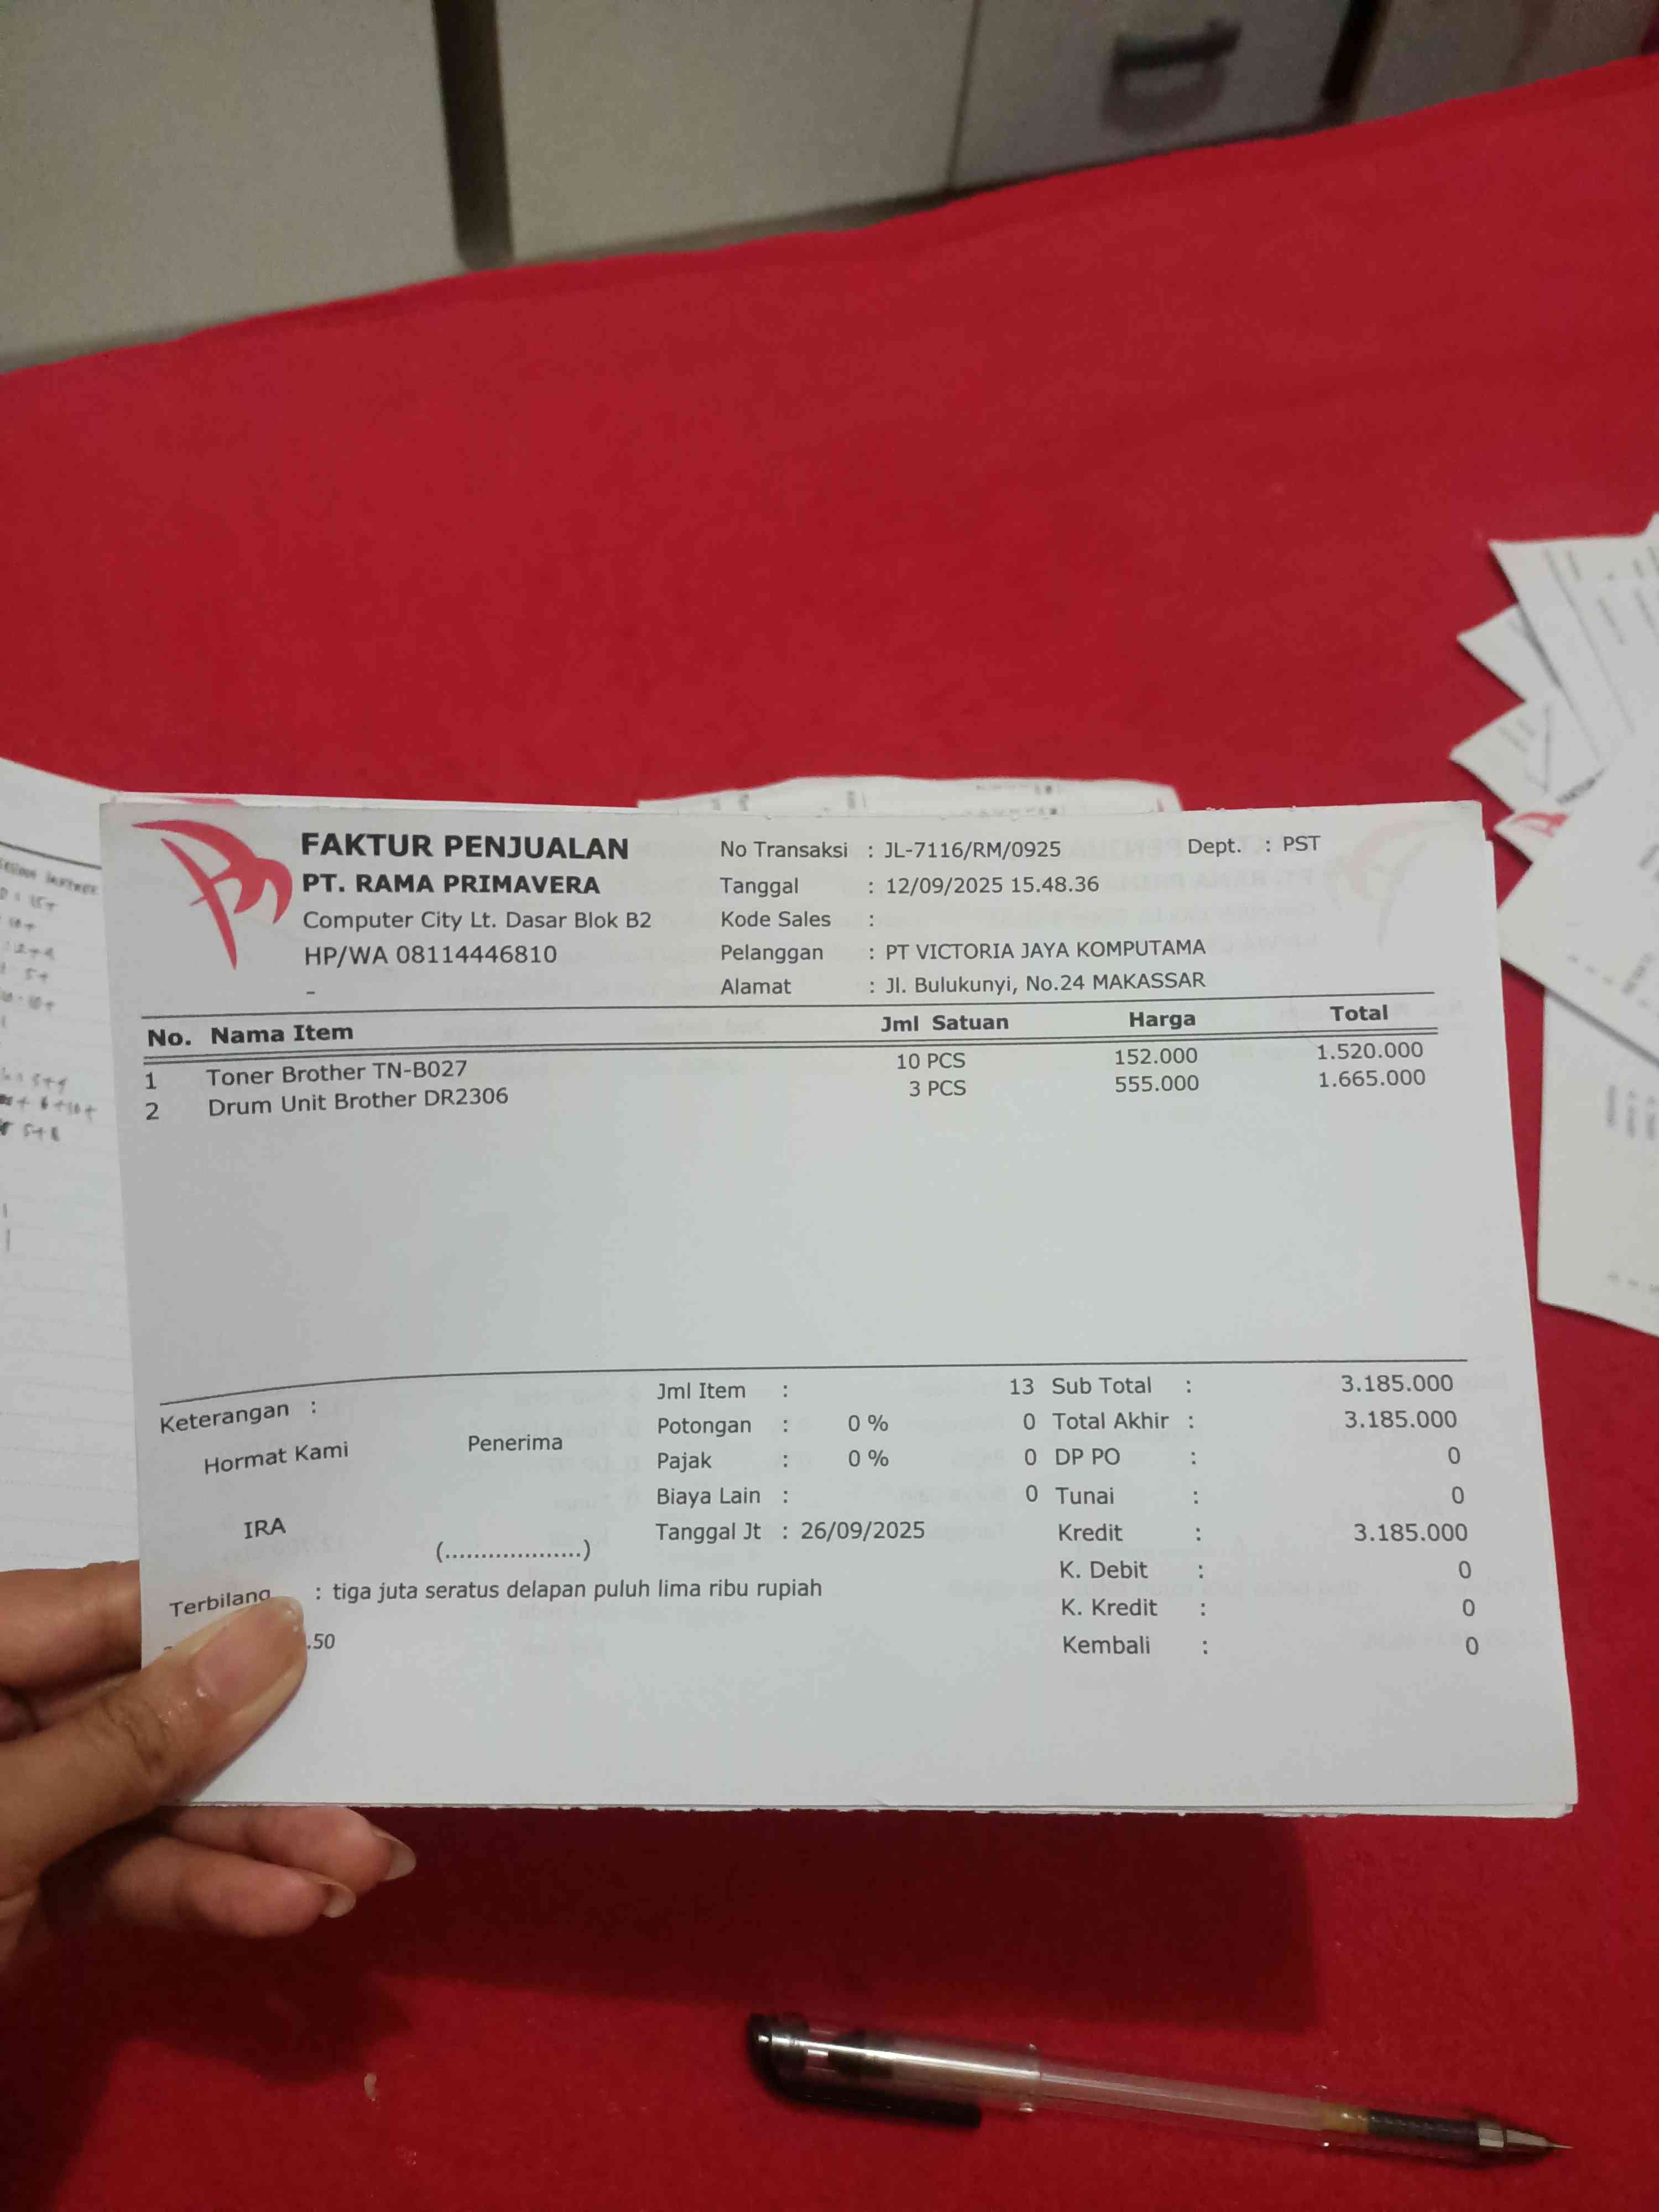 FAKTUR PENJUALAN
PT. RAMA PRIMAVERA
Computer City Lt. Dasar Blok B2
HP/WA 08114446810
-
No Transaksi : JL-7116/RM/0925 Dept. : PST
Tanggal : 12/09/2025 15.48.36
Kode Sales :
Pelanggan : PT VICTORIA JAYA KOMPUTAMA
Alamat : Jl. Bulukunyi, No.24 MAKASSAR
No. Nama Item Jml Satuan Harga Total
1 Toner Brother TN-B027 10 PCS 152.000 1.520.000
2 Drum Unit Brother DR2306 3 PCS 555.000 1.665.000
Keterangan :
Hormat Kami Penerima
IRA (...................)
Jml Item : 13
Potongan : 0 % 0
Pajak : 0 % 0
Biaya Lain : 0
Tanggal Jt : 26/09/2025
Sub Total : 3.185.000
Total Akhir : 3.185.000
DP PO : 0
Tunai : 0
Kredit : 3.185.000
K. Debit : 0
K. Kredit : 0
Kembali : 0
Terbilang : tiga juta seratus delapan puluh lima ribu rupiah
.50